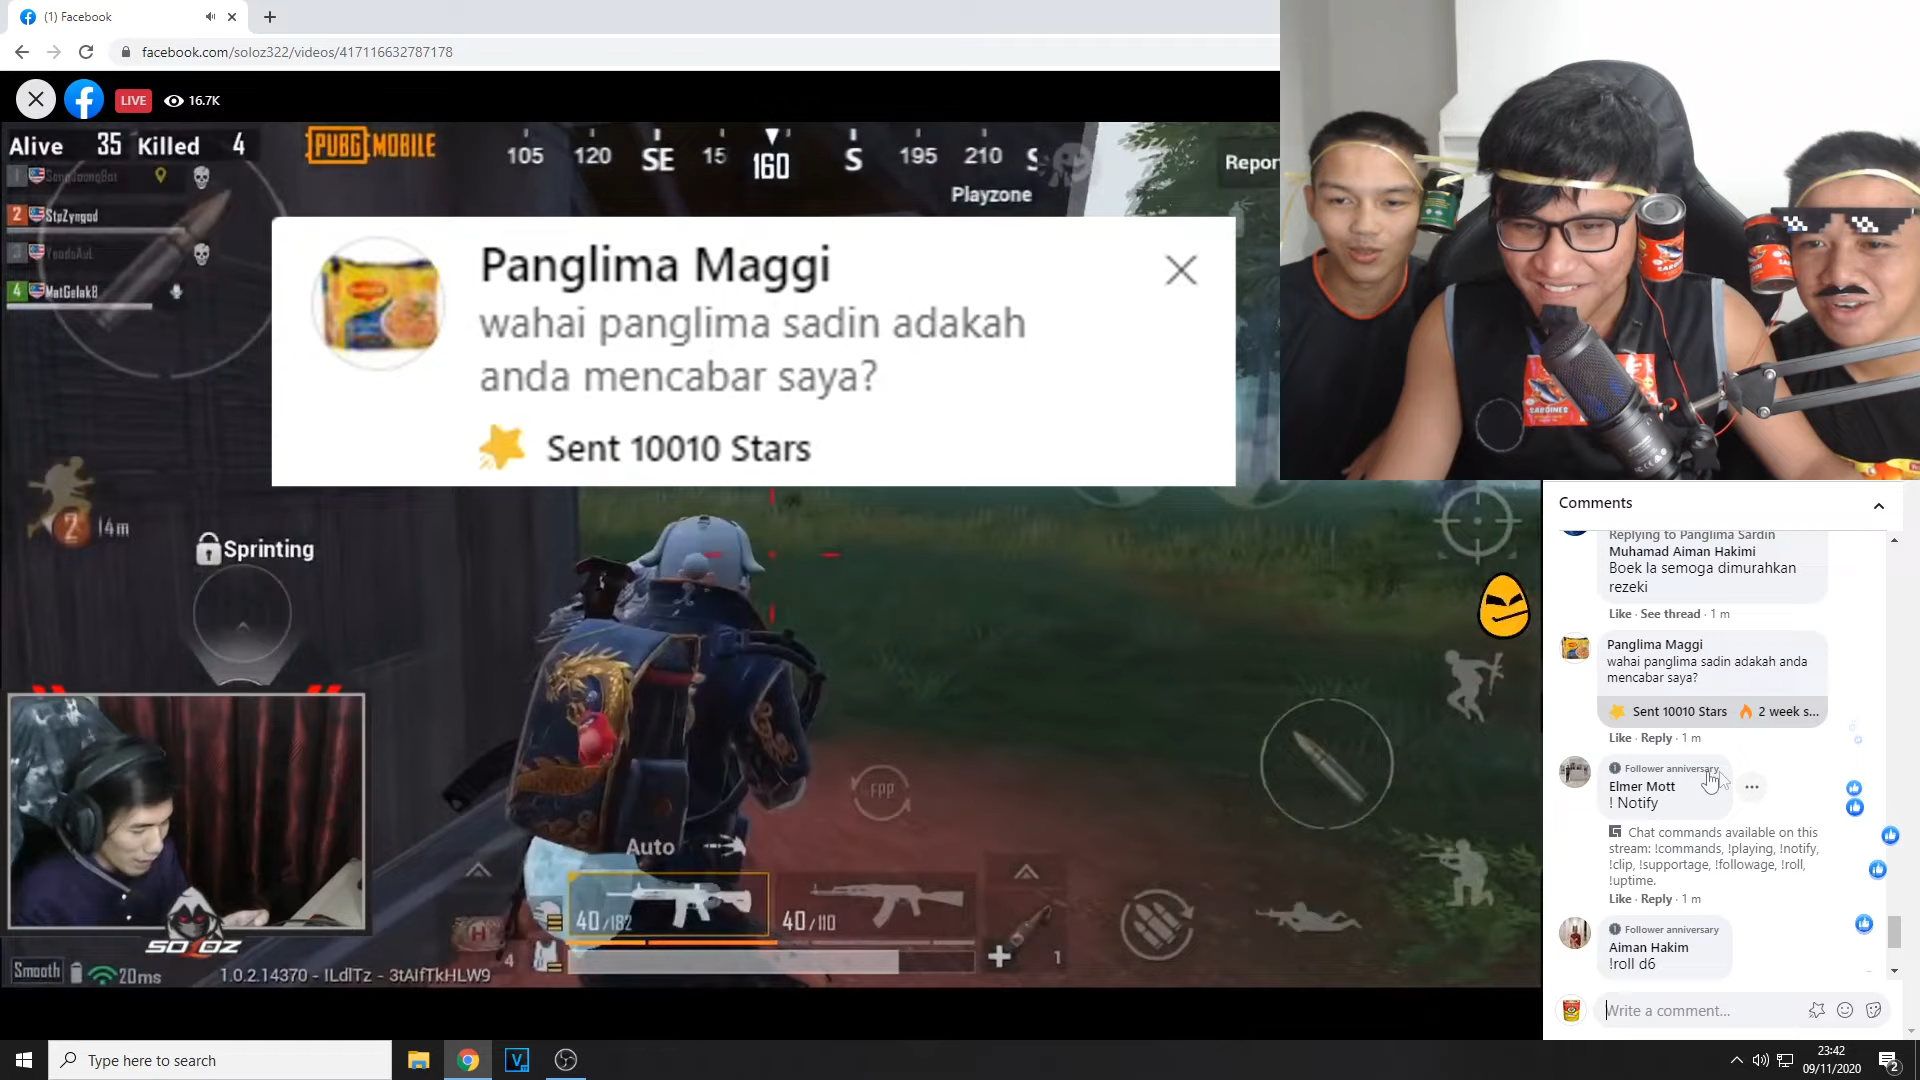 (1) Facebook
facebook.com/soloz322/videos/417116632787178
LIVE 16.7K
Alive 35 Killed 4
PUBG MOBILE
105 120 SE 15 160 S 195 210 S
Playzone
Repor
2 StpZyngod
4 MatGelak8
Panglima Maggi
wahai panglima sadin adakah
anda mencabar saya?
Sent 10010 Stars
2 14m
Sprinting
FPP
Auto
40/182
40/110
H 4
1
SOLOZ
Smooth 20ms 1.0.2.14370 - ILdlTz - 3tAIfTkHLW9
SARDINES
Comments
Replying to Panglima Sardin
Muhamad Aiman Hakimi
Boek la semoga dimurahkan
rezeki
Like · See thread · 1 m
Panglima Maggi
wahai panglima sadin adakah anda
mencabar saya?
Sent 10010 Stars 2 week s...
Like · Reply · 1 m
Follower anniversary
Elmer Mott
! Notify
Chat commands available on this
stream: !commands, !playing, !notify,
!clip, !supportage, !followage, !roll,
!uptime.
Like · Reply · 1 m
Follower anniversary
Aiman Hakim
!roll d6
Write a comment...
Type here to search
V
23:42
09/11/2020
2